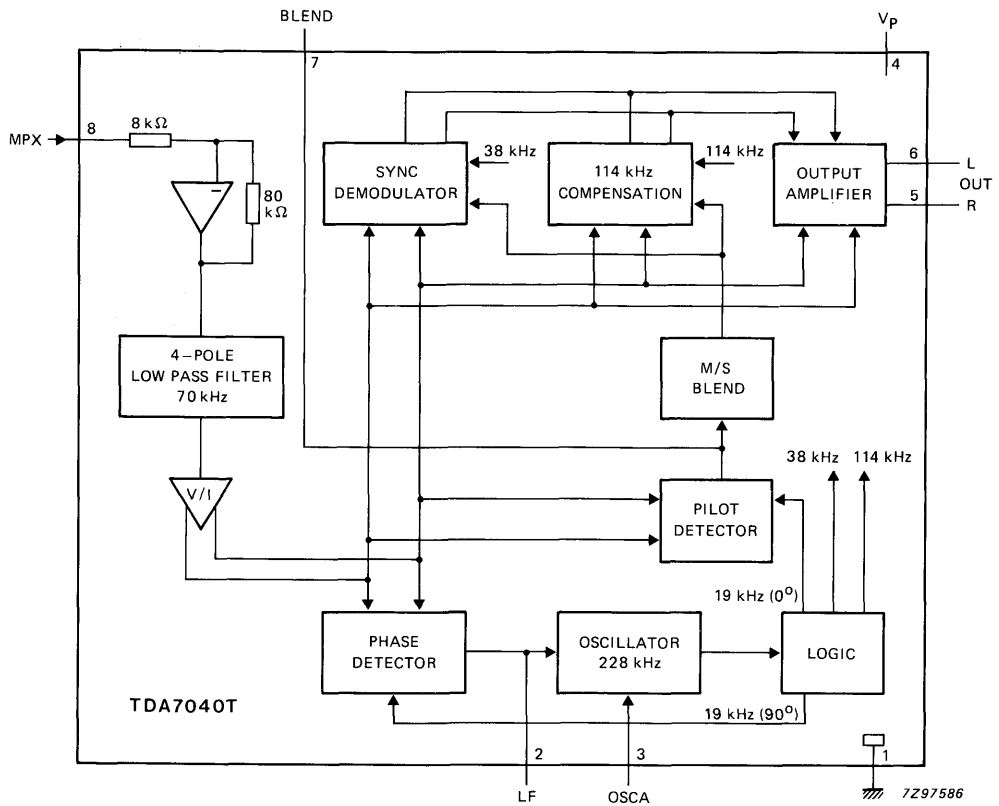 BLEND
VP
7
4
MPX
8
8 kΩ
80
kΩ
SYNC
DEMODULATOR
38 kHz
114 kHz
COMPENSATION
114 kHz
OUTPUT
AMPLIFIER
6
L
OUT
5
R
4–POLE
LOW PASS FILTER
70 kHz
M/S
BLEND
38 kHz
114 kHz
V/I
PILOT
DETECTOR
19 kHz (0°)
PHASE
DETECTOR
OSCILLATOR
228 kHz
LOGIC
TDA7040T
19 kHz (90°)
2
3
1
LF
OSCA
7Z97586